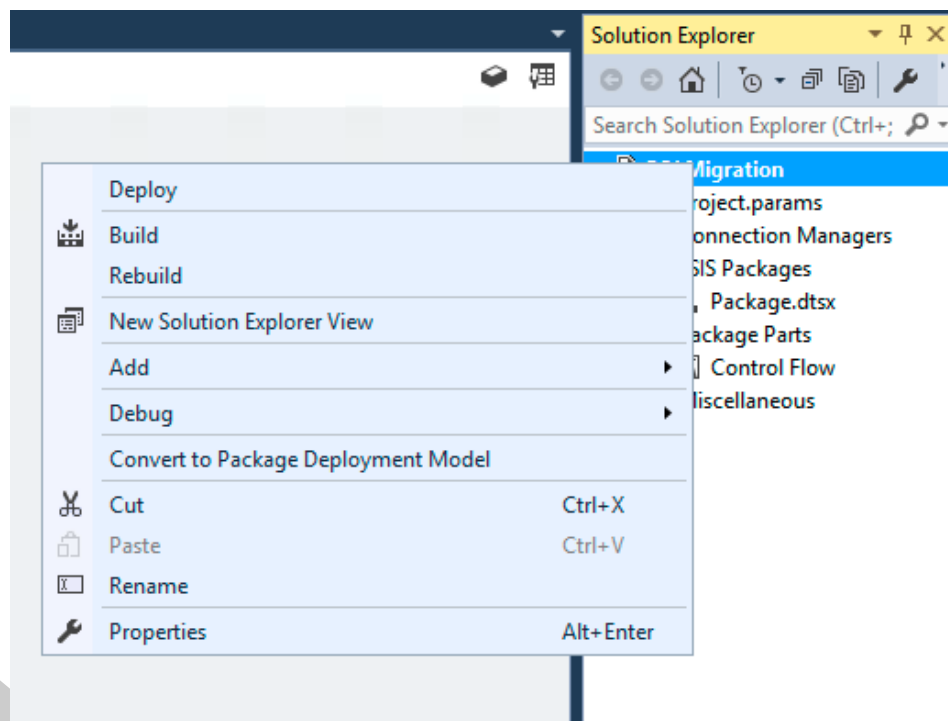 Solution Explorer
Search Solution Explorer (Ctrl+;
Migration
Deploy
roject.params
Build
onnection Managers
Rebuild
SIS Packages
Package.dtsx
New Solution Explorer View
ackage Parts
Add
Control Flow
Debug
iscellaneous
Convert to Package Deployment Model
Cut Ctrl+X
Paste Ctrl+V
Rename
Properties Alt+Enter